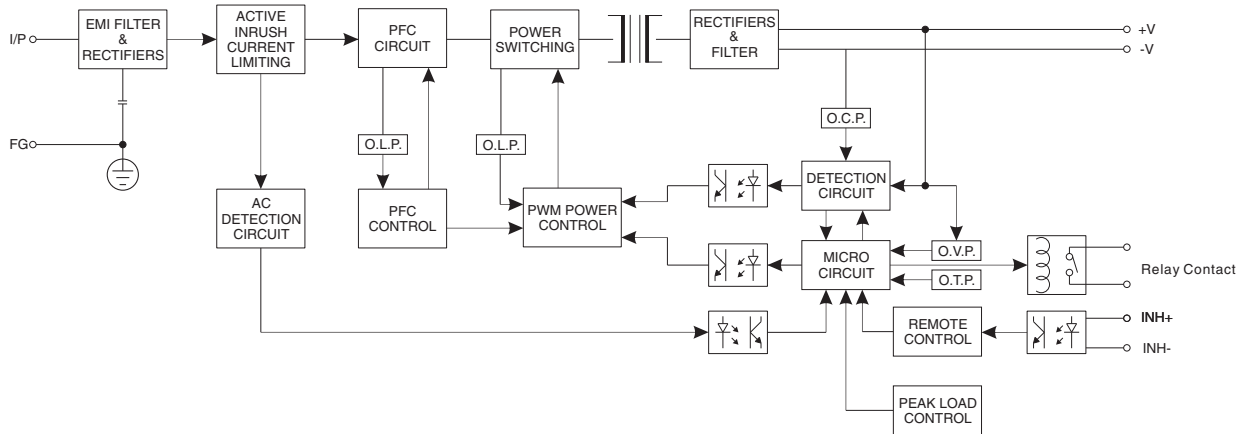 I/P
EMI FILTER
&
RECTIFIERS
ACTIVE
INRUSH
CURRENT
LIMITING
PFC
CIRCUIT
POWER
SWITCHING
RECTIFIERS
&
FILTER
+V
-V
FG
O.L.P.
O.L.P.
O.C.P.
AC
DETECTION
CIRCUIT
PFC
CONTROL
PWM POWER
CONTROL
DETECTION
CIRCUIT
MICRO
CIRCUIT
O.V.P.
O.T.P.
Relay Contact
REMOTE
CONTROL
INH+
INH-
PEAK LOAD
CONTROL